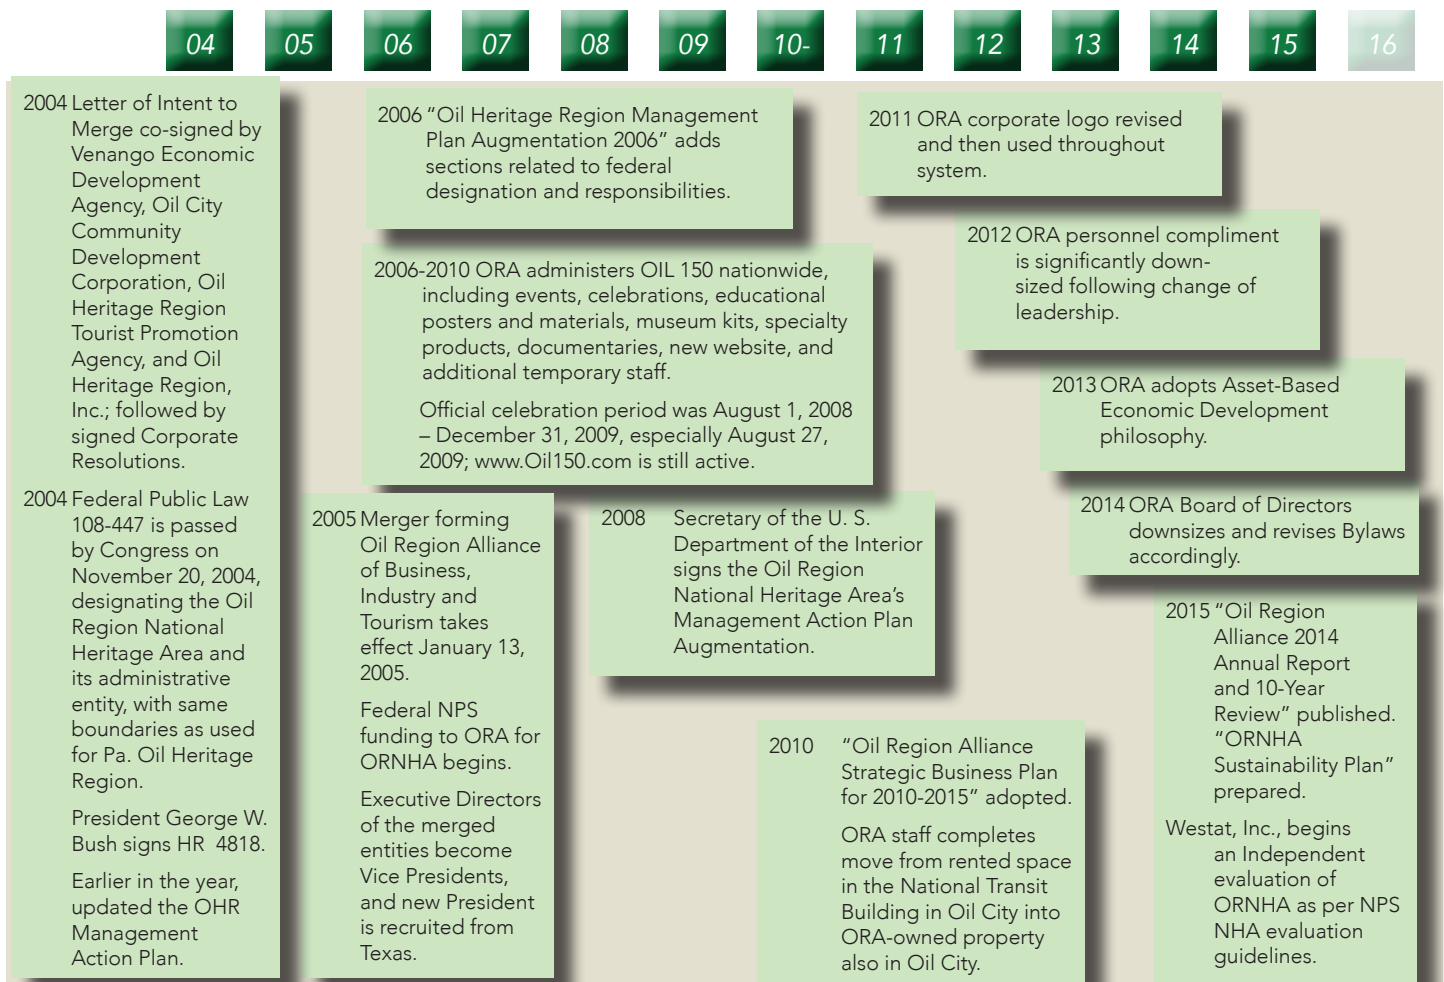 04 05 06 07 08 09 10- 11 12 13 14 15 16
2004 Letter of Intent to
Merge co-signed by
Venango Economic
Development
Agency, Oil City
Community
Development
Corporation, Oil
Heritage Region
Tourist Promotion
Agency, and Oil
Heritage Region,
Inc.; followed by
signed Corporate
Resolutions.
2004 Federal Public Law
108-447 is passed
by Congress on
November 20, 2004,
designating the Oil
Region National
Heritage Area and
its administrative
entity, with same
boundaries as used
for Pa. Oil Heritage
Region.
President George W.
Bush signs HR 4818.
Earlier in the year,
updated the OHR
Management
Action Plan.
2006 “Oil Heritage Region Management
Plan Augmentation 2006” adds
sections related to federal
designation and responsibilities.
2006-2010 ORA administers OIL 150 nationwide,
including events, celebrations, educational
posters and materials, museum kits, specialty
products, documentaries, new website, and
additional temporary staff.
Official celebration period was August 1, 2008
– December 31, 2009, especially August 27,
2009; www.Oil150.com is still active.
2005 Merger forming
Oil Region Alliance
of Business,
Industry and
Tourism takes
effect January 13,
2005.
Federal NPS
funding to ORA for
ORNHA begins.
Executive Directors
of the merged
entities become
Vice Presidents,
and new President
is recruited from
Texas.
2008 Secretary of the U. S.
Department of the Interior
signs the Oil Region
National Heritage Area’s
Management Action Plan
Augmentation.
2010 “Oil Region Alliance
Strategic Business Plan
for 2010-2015” adopted.
ORA staff completes
move from rented space
in the National Transit
Building in Oil City into
ORA-owned property
also in Oil City.
2011 ORA corporate logo revised
and then used throughout
system.
2012 ORA personnel compliment
is significantly down-
sized following change of
leadership.
2013 ORA adopts Asset-Based
Economic Development
philosophy.
2014 ORA Board of Directors
downsizes and revises Bylaws
accordingly.
2015 “Oil Region
Alliance 2014
Annual Report
and 10-Year
Review” published.
“ORNHA
Sustainability Plan”
prepared.
Westat, Inc., begins
an Independent
evaluation of
ORNHA as per NPS
NHA evaluation
guidelines.